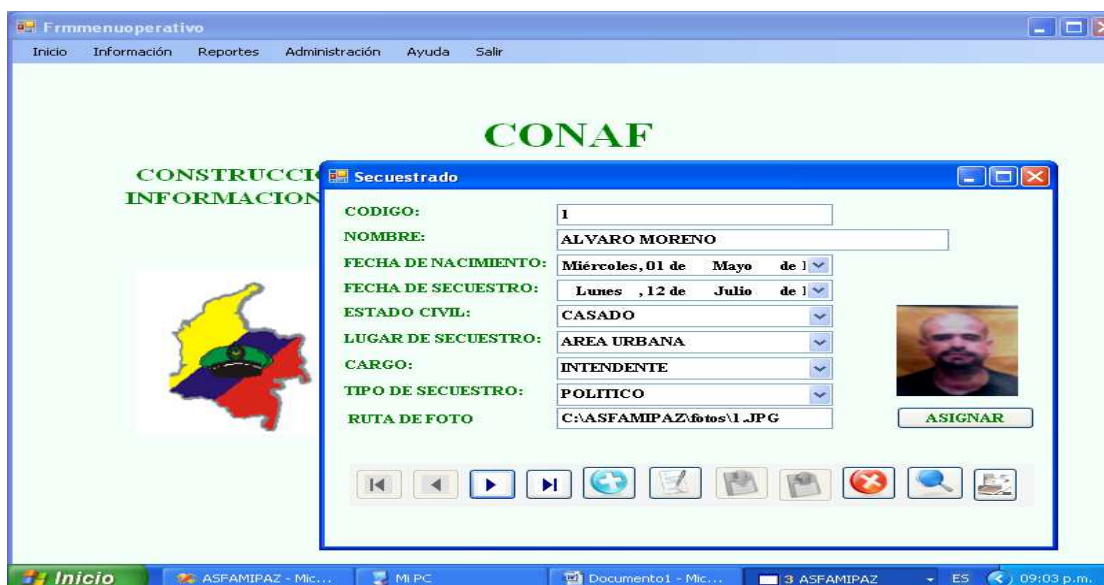 Frmmenuoperativo
Inicio Información Reportes Administración Ayuda Salir
CONAF
CONSTRUCCI
INFORMACION
Secuestrado
CODIGO: 1
NOMBRE: ALVARO MORENO
FECHA DE NACIMIENTO: Miércoles, 01 de Mayo de 1
FECHA DE SECUESTRO: Lunes , 12 de Julio de 1
ESTADO CIVIL: CASADO
LUGAR DE SECUESTRO: AREA URBANA
CARGO: INTENDENTE
TIPO DE SECUESTRO: POLITICO
RUTA DE FOTO C:\ASFAMIPAZ\fotos\1.JPG
ASIGNAR
Inicio ASFAMIPAZ - Mic... Mi PC Documento1 - Mic... 3 ASFAMIPAZ ES 09:03 p.m.